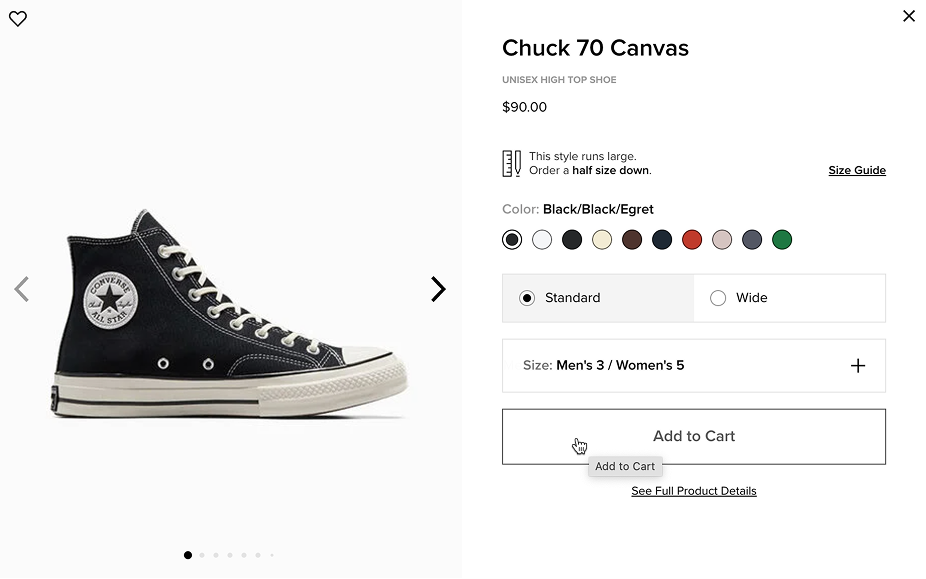 Chuck 70 Canvas
UNISEX HIGH TOP SHOE
$90.00
This style runs large.
Order a half size down.
Size Guide
Color: Black/Black/Egret
Standard
Wide
Size: Men's 3 / Women's 5
Add to Cart
Add to Cart
See Full Product Details
CONVERSE
ALL STAR